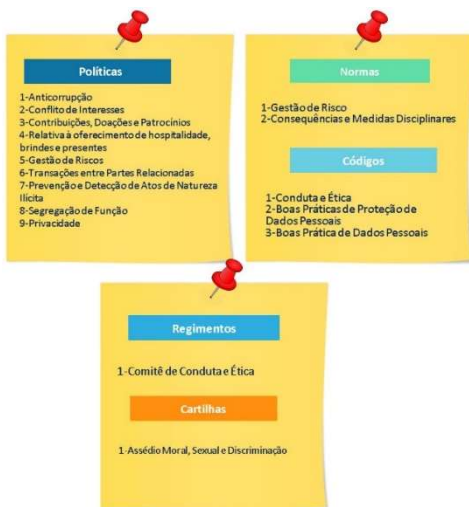 Políticas
1-Anticorrupção
2-Conflito de Interesses
3-Contribuições, Doações e Patrocínios
4-Relativa à oferecimento de hospitalidade,
brindes e presentes
5-Gestão de Riscos
6-Transações entre Partes Relacionadas
7-Prevenção e Detecção de Atos de Natureza
Ilícita
8-Segregação de Função
9-Privacidade
Normas
1-Gestão de Risco
2-Consequências e Medidas Disciplinares
Códigos
1-Conduta e Ética
2-Boas Práticas de Proteção de
Dados Pessoais
3-Boas Prática de Dados Pessoais
Regimentos
1-Comitê de Conduta e Ética
Cartilhas
1-Assédio Moral, Sexual e Discriminação